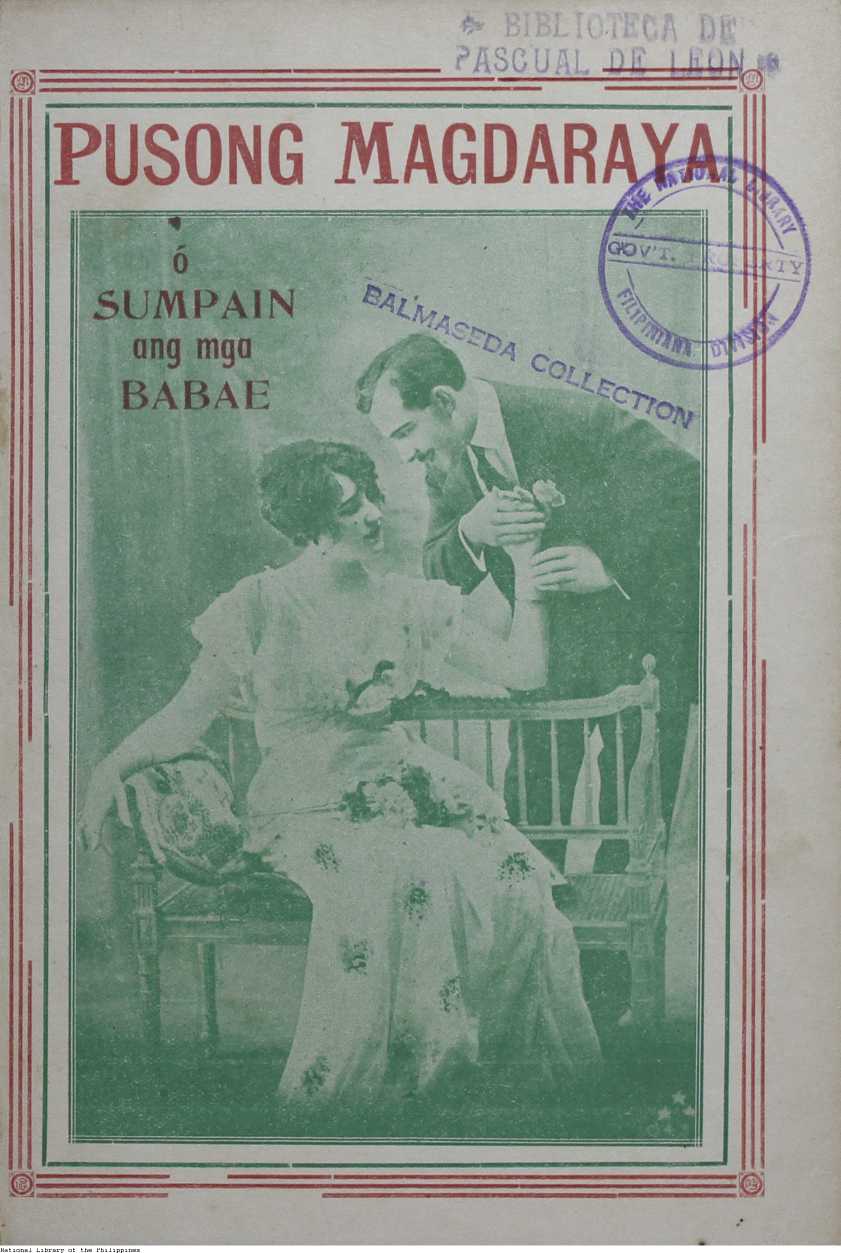 BIBLIOTECA DE
PASCUAL DE LEON
PUSONG MAGDARAYA
THE NATIONAL LIBRARY
GOV'T. PROPERTY
FILIPINIANA DIVISION
ó
SUMPAIN
ang mga
BABAE
BALMASEDA COLLECTION
National Library of the Philippines